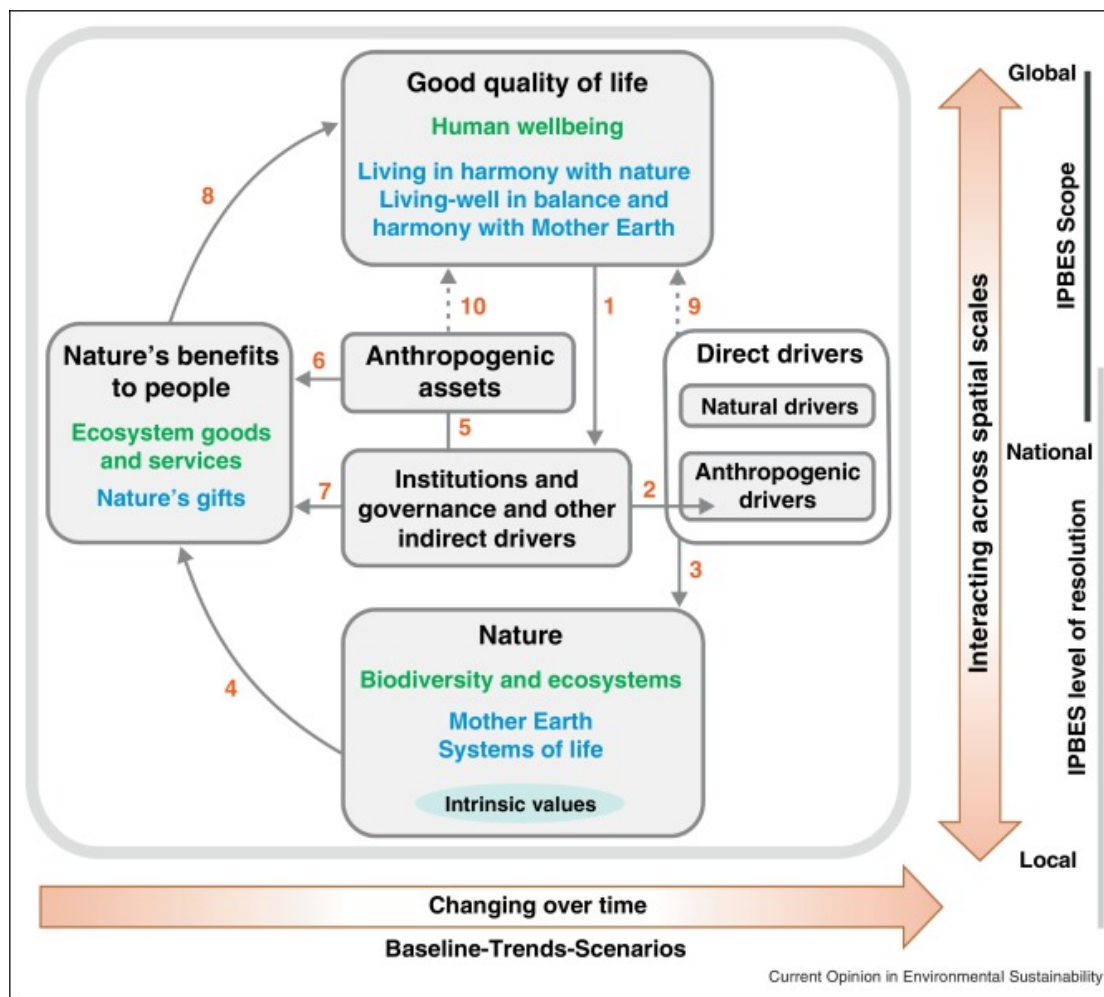 Good quality of life
Human wellbeing
Living in harmony with nature
Living-well in balance and
harmony with Mother Earth
8
10
1
9
Nature’s benefits
to people
Ecosystem goods
and services
Nature’s gifts
6
Anthropogenic
assets
5
7
Institutions and
governance and other
indirect drivers
2
Direct drivers
Natural drivers
Anthropogenic
drivers
3
4
Nature
Biodiversity and ecosystems
Mother Earth
Systems of life
Intrinsic values
Interacting across spatial scales
Global
National
Local
IPBES Scope
IPBES level of resolution
Changing over time
Baseline-Trends-Scenarios
Current Opinion in Environmental Sustainability